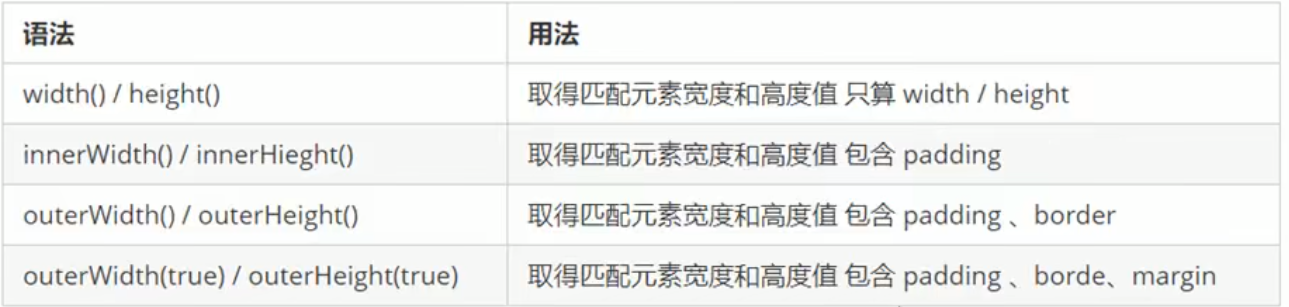 语法 用法
width() / height() 取得匹配元素宽度和高度值 只算 width / height
innerWidth() / innerHieght() 取得匹配元素宽度和高度值 包含 padding
outerWidth() / outerHeight() 取得匹配元素宽度和高度值 包含 padding 、border
outerWidth(true) / outerHeight(true) 取得匹配元素宽度和高度值 包含 padding 、borde、margin